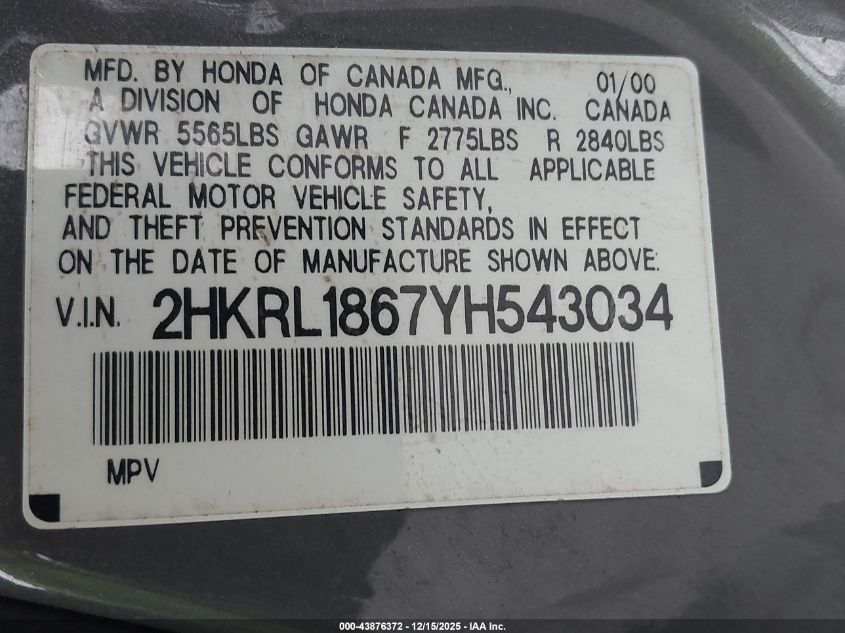 MFD. BY HONDA OF CANADA MFG., 01/00
A DIVISION OF HONDA CANADA INC. CANADA
GVWR 5565LBS GAWR F 2775LBS R 2840LBS
THIS VEHICLE CONFORMS TO ALL APPLICABLE
FEDERAL MOTOR VEHICLE SAFETY,
AND THEFT PREVENTION STANDARDS IN EFFECT
ON THE DATE OF MANUFACTURE SHOWN ABOVE.
V.I.N. 2HKRL1867YH543034
MPV
000-43876372 - 12/15/2025 - IAA Inc.